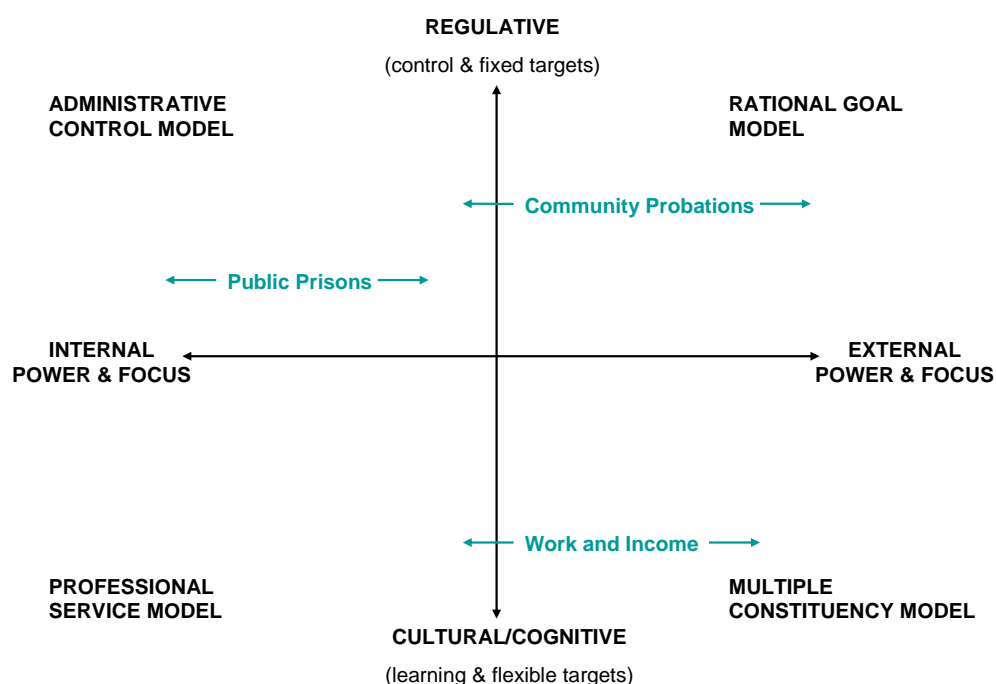 REGULATIVE
(control & fixed targets)
ADMINISTRATIVE
CONTROL MODEL
RATIONAL GOAL
MODEL
Community Probations
Public Prisons
INTERNAL
POWER & FOCUS
EXTERNAL
POWER & FOCUS
Work and Income
PROFESSIONAL
SERVICE MODEL
MULTIPLE
CONSTITUENCY MODEL
CULTURAL/COGNITIVE
(learning & flexible targets)